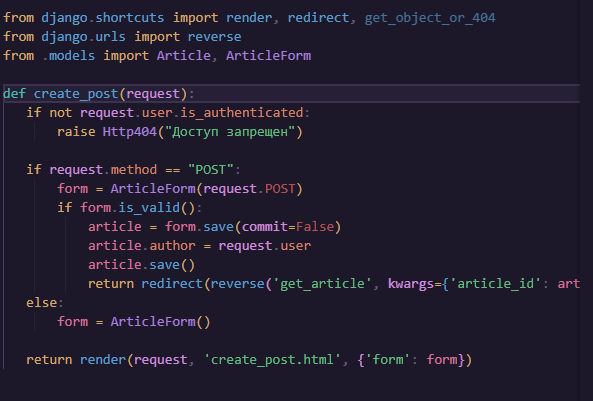 from django.shortcuts import render, redirect, get_object_or_404
from django.urls import reverse
from .models import Article, ArticleForm

def create_post(request):
    if not request.user.is_authenticated:
        raise Http404("Доступ запрещен")

    if request.method == "POST":
        form = ArticleForm(request.POST)
        if form.is_valid():
            article = form.save(commit=False)
            article.author = request.user
            article.save()
            return redirect(reverse('get_article', kwargs={'article_id': art
    else:
        form = ArticleForm()

    return render(request, 'create_post.html', {'form': form})